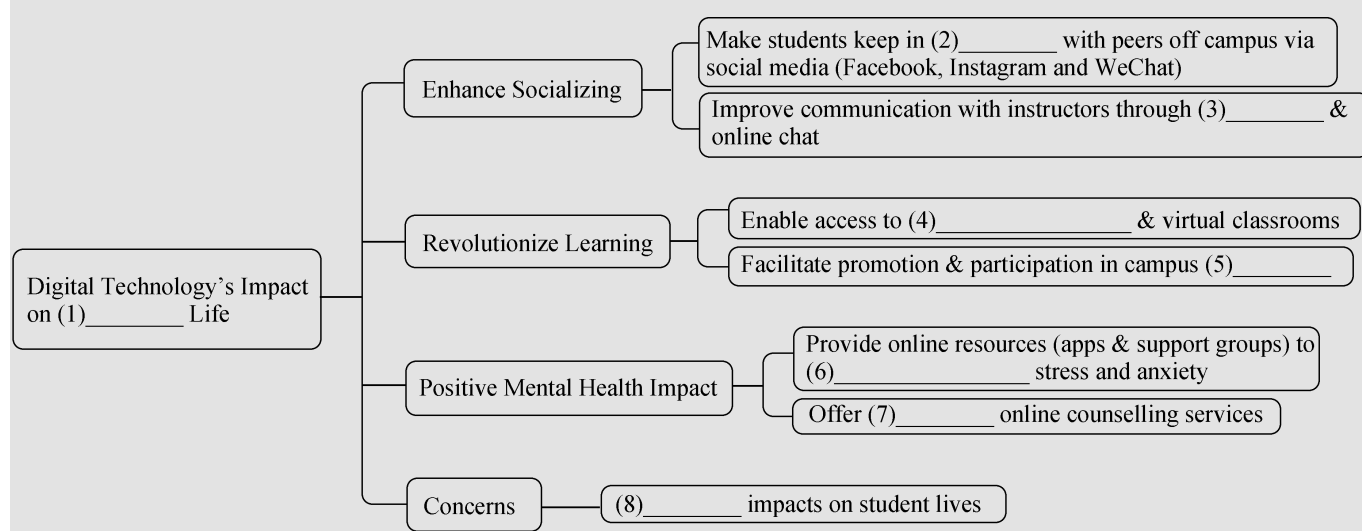 Digital Technology's Impact
on (1)________ Life
Enhance Socializing
Make students keep in (2)________ with peers off campus via
social media (Facebook, Instagram and WeChat)
Improve communication with instructors through (3)________ &
online chat
Revolutionize Learning
Enable access to (4)________________ & virtual classrooms
Facilitate promotion & participation in campus (5)________
Positive Mental Health Impact
Provide online resources (apps & support groups) to
(6)________________ stress and anxiety
Offer (7)________ online counselling services
Concerns
(8)________ impacts on student lives